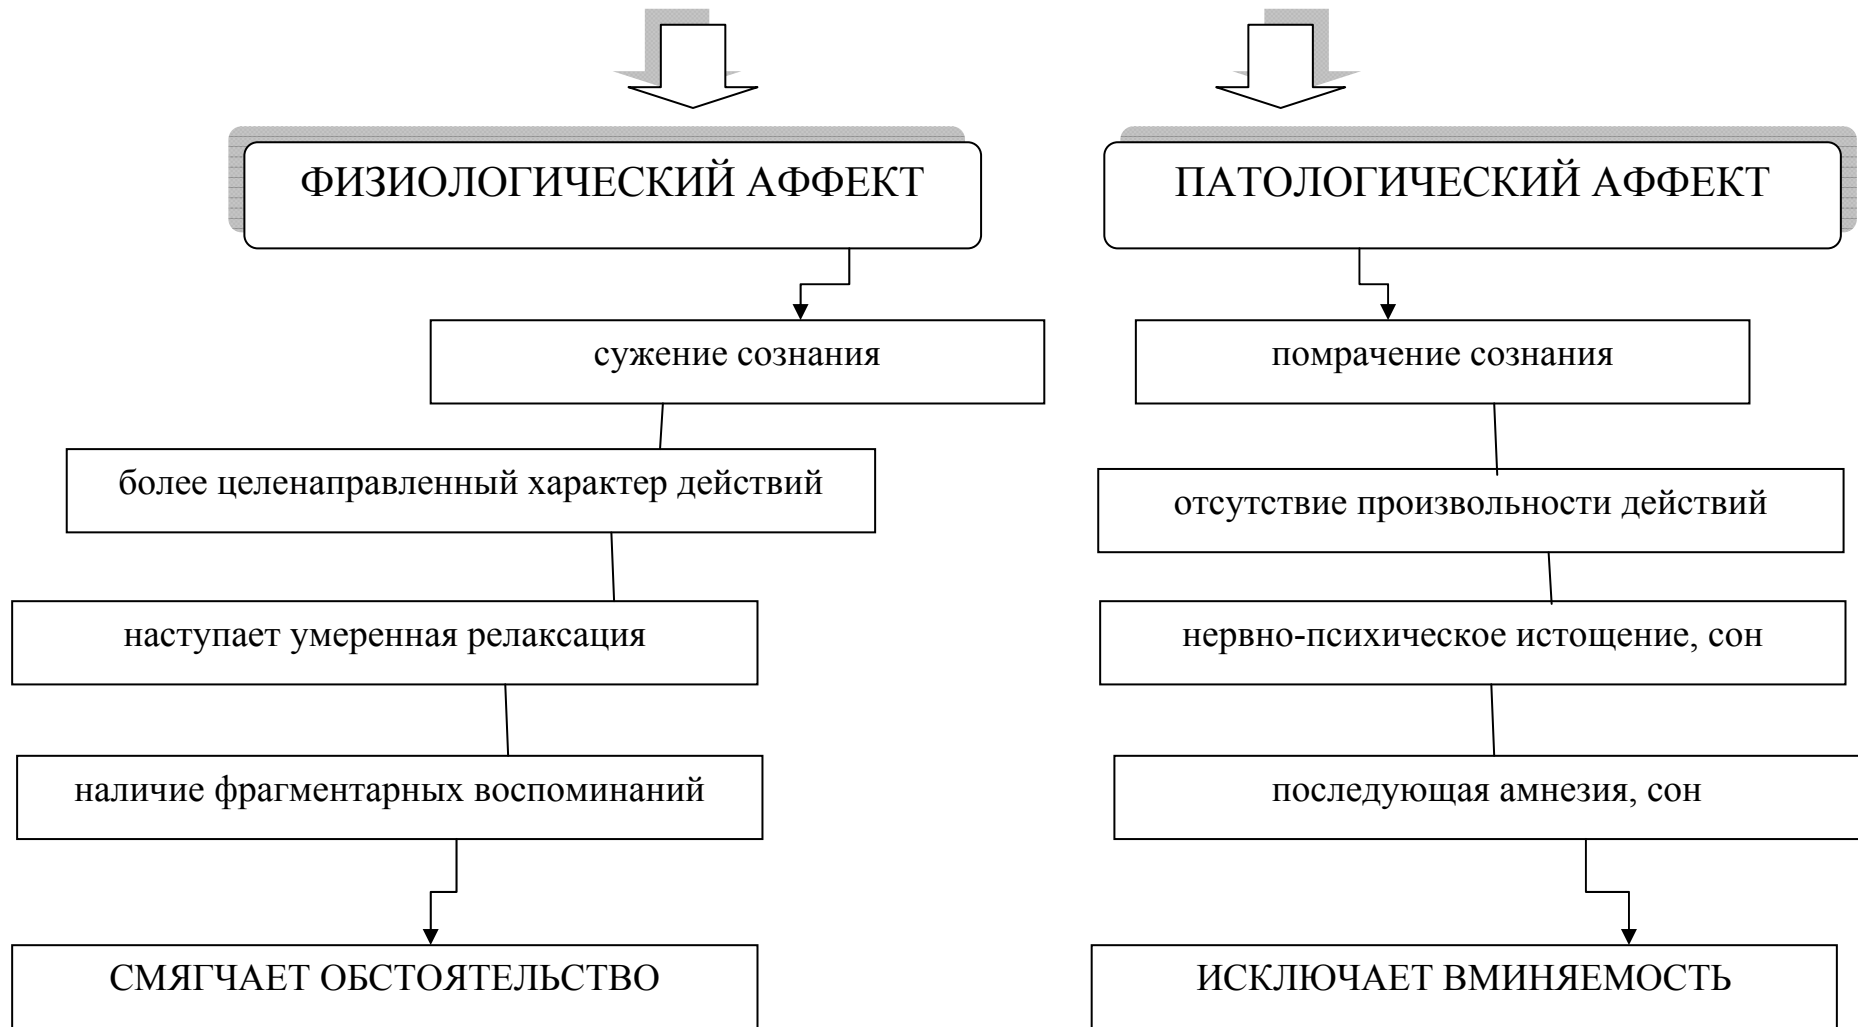 ФИЗИОЛОГИЧЕСКИЙ АФФЕКТ
сужение сознания
более целенаправленный характер действий
наступает умеренная релаксация
наличие фрагментарных воспоминаний
СМЯГЧАЕТ ОБСТОЯТЕЛЬСТВО
ПАТОЛОГИЧЕСКИЙ АФФЕКТ
помрачение сознания
отсутствие произвольности действий
нервно-психическое истощение, сон
последующая амнезия, сон
ИСКЛЮЧАЕТ ВМИНЯЕМОСТЬ